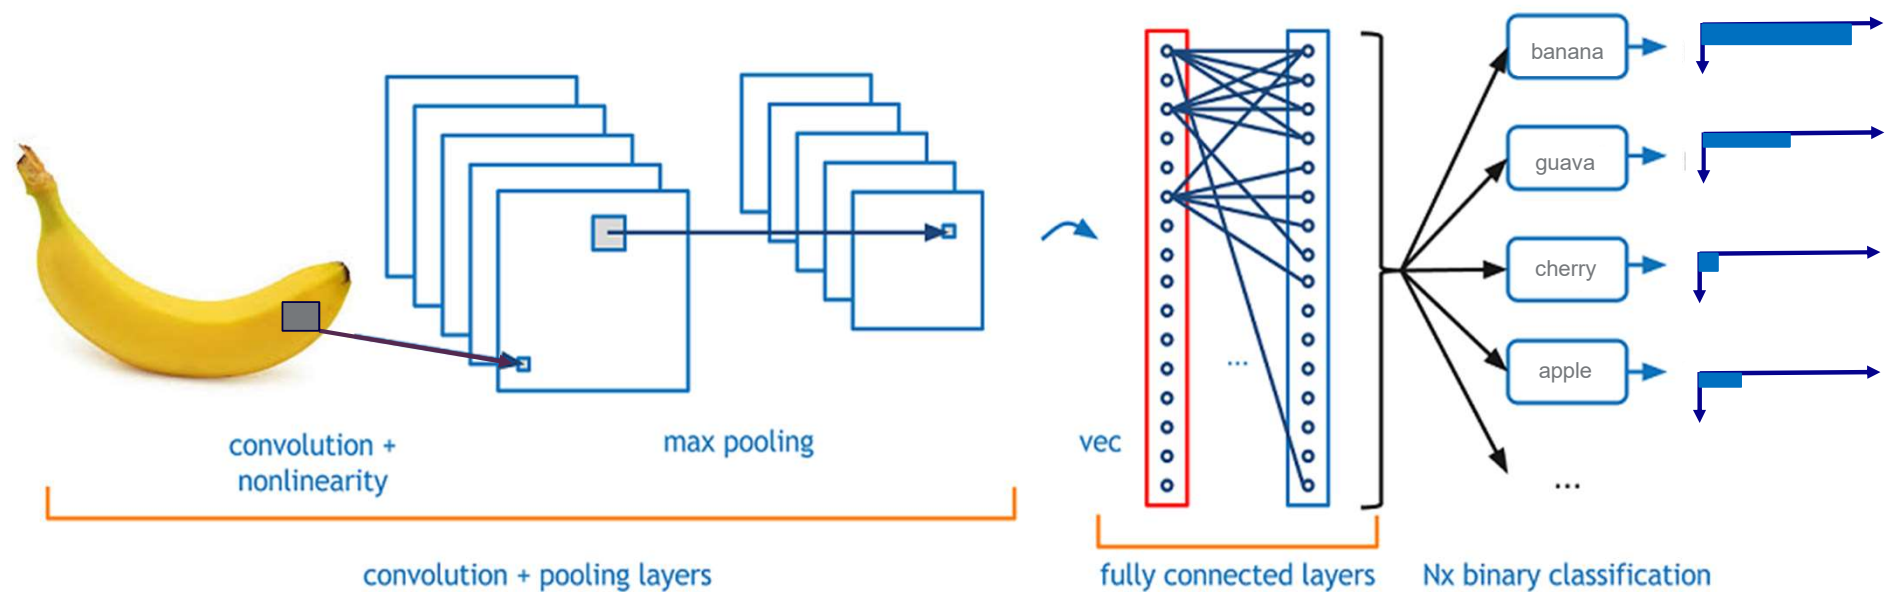 banana
guava
cherry
apple
...
...
convolution +
nonlinearity
max pooling
vec
convolution + pooling layers
fully connected layers
Nx binary classification